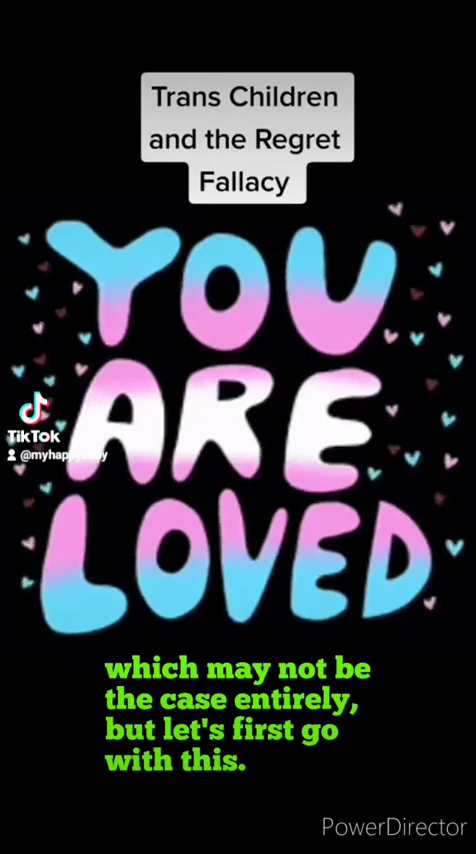 Trans Children
and the Regret
Fallacy
YOU
ARE
LOVED
TikTok
which may not be
the case entirely,
but let's first go
with this.
PowerDirector